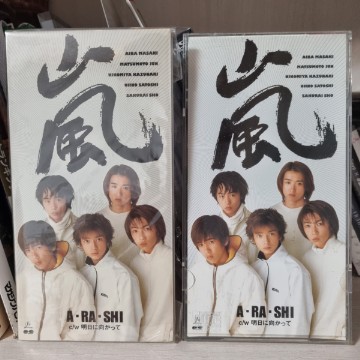 嵐
AIBA MASAKI
MATSUMOTO JUN
NINOMIYA KAZUNARI
OHNO SATOSHI
SAKURAI SHO
A・RA・SHI
c/w 明日に向かって
嵐
AIBA MASAKI
MATSUMOTO JUN
NINOMIYA KAZUNARI
OHNO SATOSHI
SAKURAI SHO
A・RA・SHI
c/w 明日に向かって